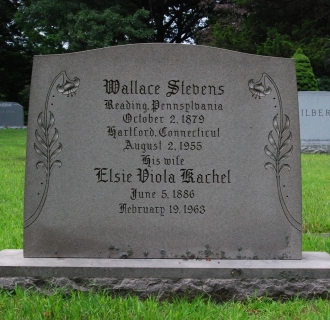 Wallace Stevens
Reading, Pennsylvania
October 2, 1879
Hartford, Connecticut
August 2, 1955
His wife
Elsie Viola Kachel
June 5, 1886
February 19, 1963